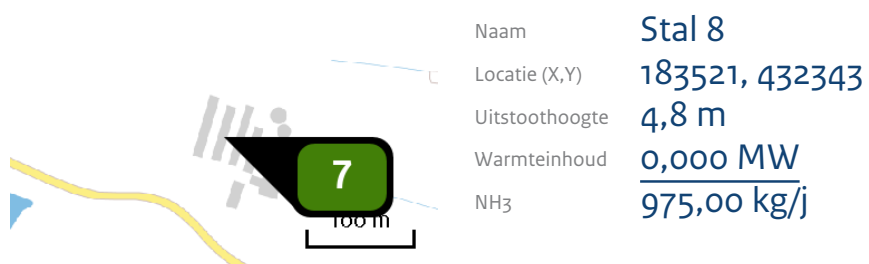 7
100 m
Naam Stal 8
Locatie (X,Y) 183521, 432343
Uitstoothoogte 4,8 m
Warmteinhoud 0,000 MW
NH3 975,00 kg/j